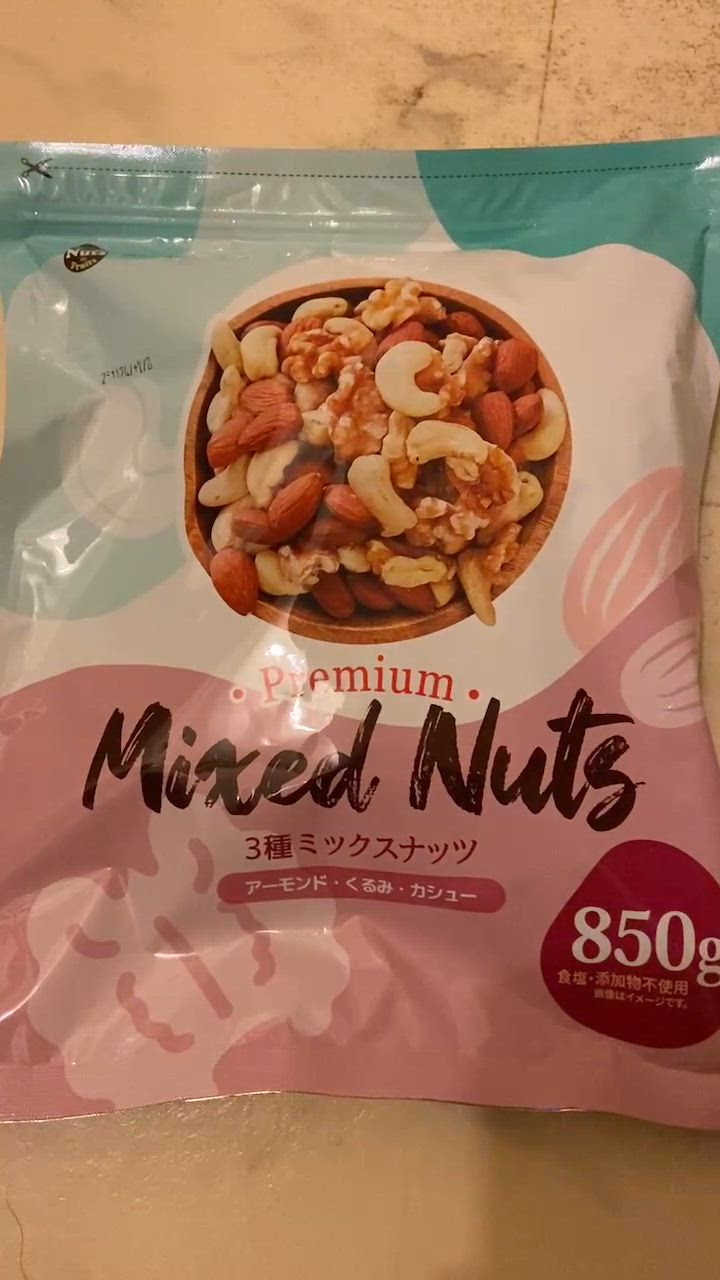 Nuts
Fruits
• Premium •
Mixed Nuts
3種ミックスナッツ
アーモンド・くるみ・カシュー
850g
食塩・添加物不使用
画像はイメージです。